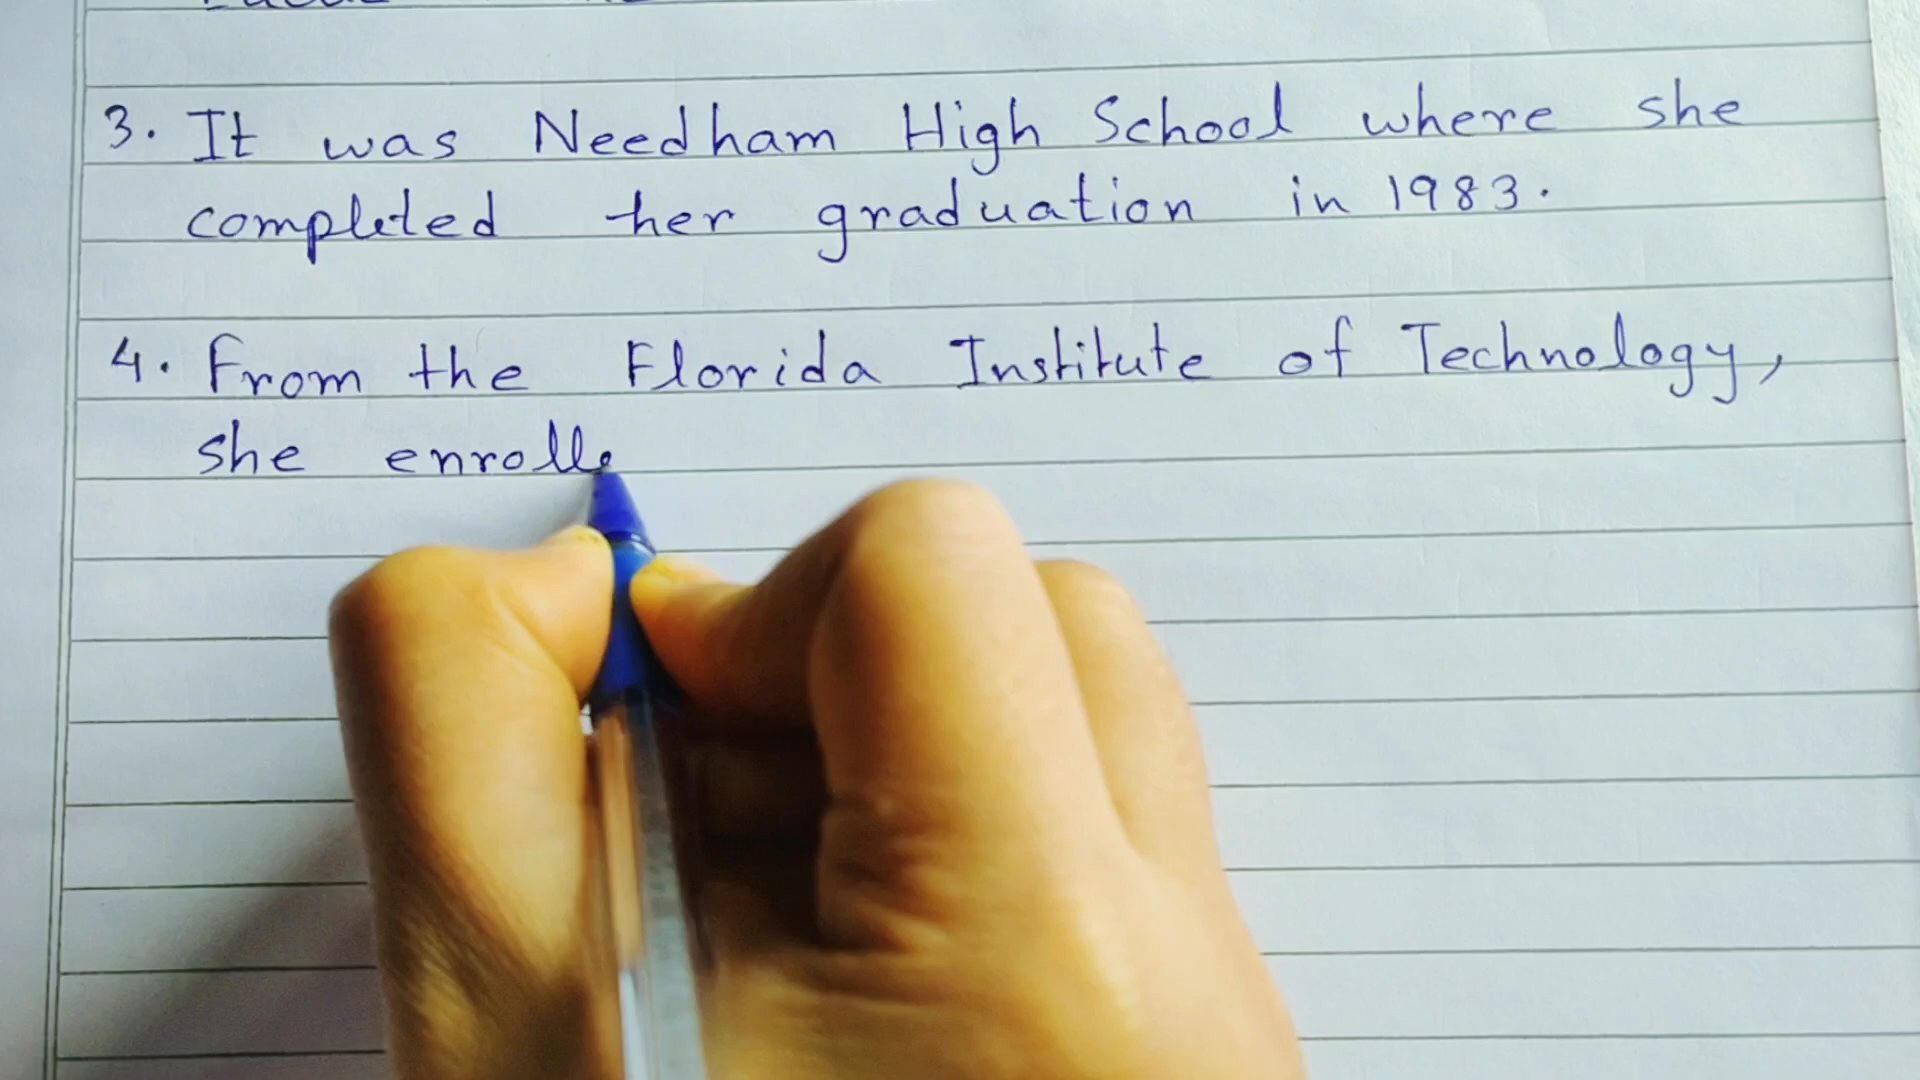 3. It was Needham High School where she
completed her graduation in 1983.
4. From the Florida Institute of Technology,
she enrolle